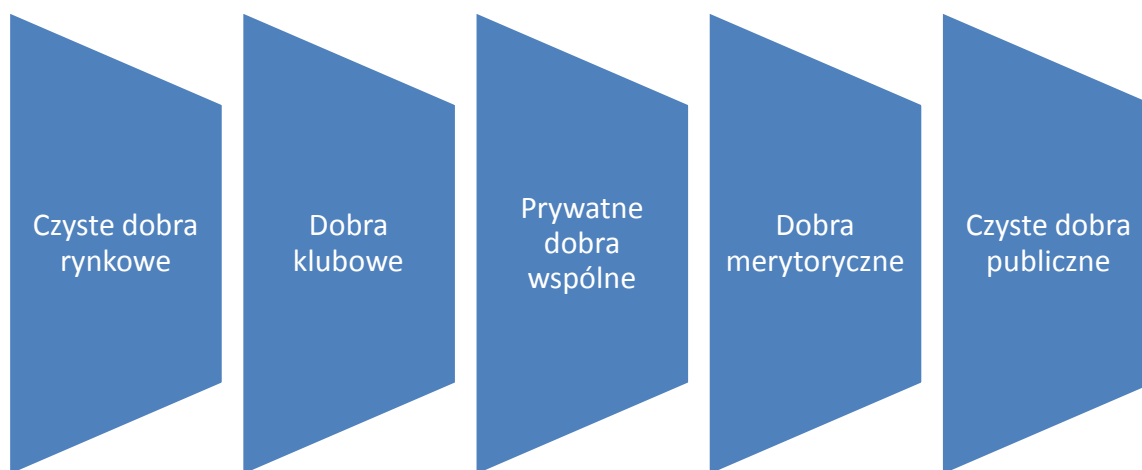 Czyste dobra
rynkowe
Dobra
klubowe
Prywatne
dobra
wspólne
Dobra
merytoryczne
Czyste dobra
publiczne